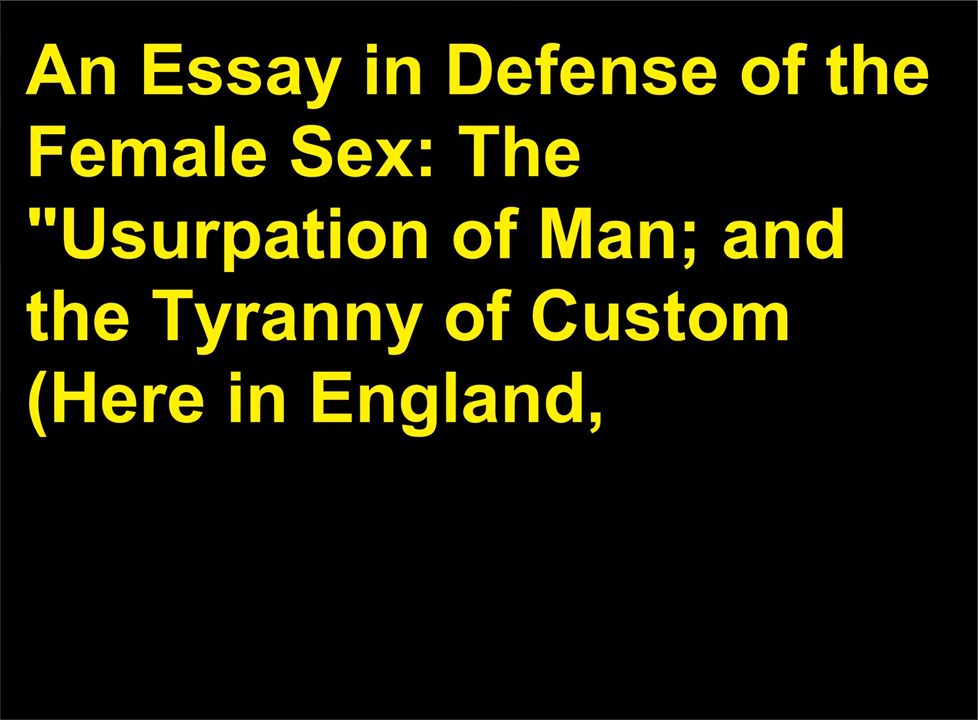 An Essay in Defense of the
Female Sex: The
"Usurpation of Man; and
the Tyranny of Custom
(Here in England,